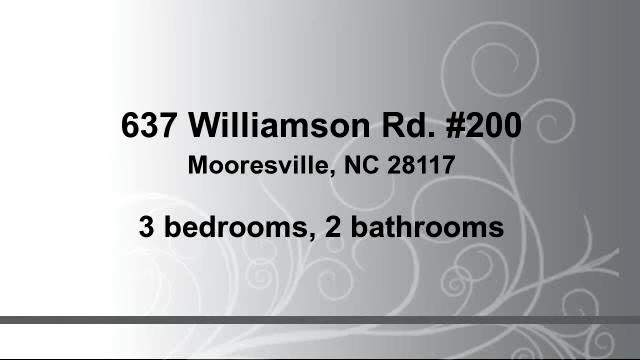 637 Williamson Rd. #200
Mooresville, NC 28117
3 bedrooms, 2 bathrooms